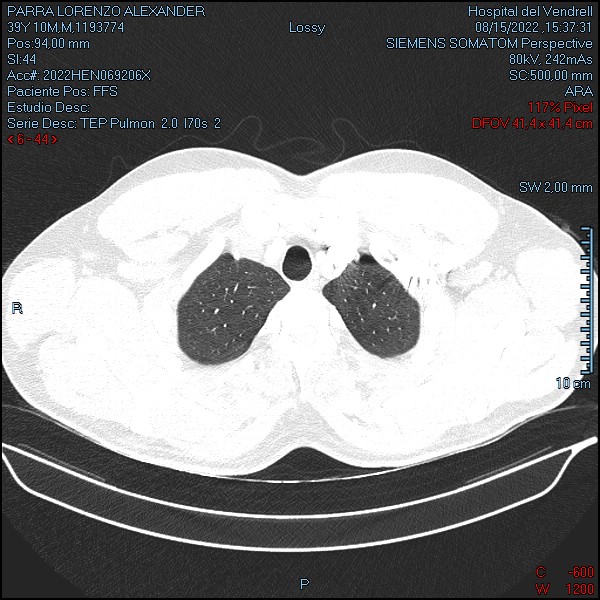 PARRA LORENZO ALEXANDER
39Y 10M,M,1193774
Pos:94,00 mm
SI:44
Acc#: 2022HEN069206X
Paciente Pos: FFS
Estudio Desc:
Serie Desc: TEP Pulmon 2.0 I70s 2
< 6 - 44 >
Lossy
Hospital del Vendrell
08/15/2022 ,15:37:31
SIEMENS SOMATOM Perspective
80kV, 242mAs
SC:500,00 mm
ARA
117% Pixel
DFOV 41,4 x 41,4 cm
SW 2,00 mm
R
10 cm
P
C -600
W 1200